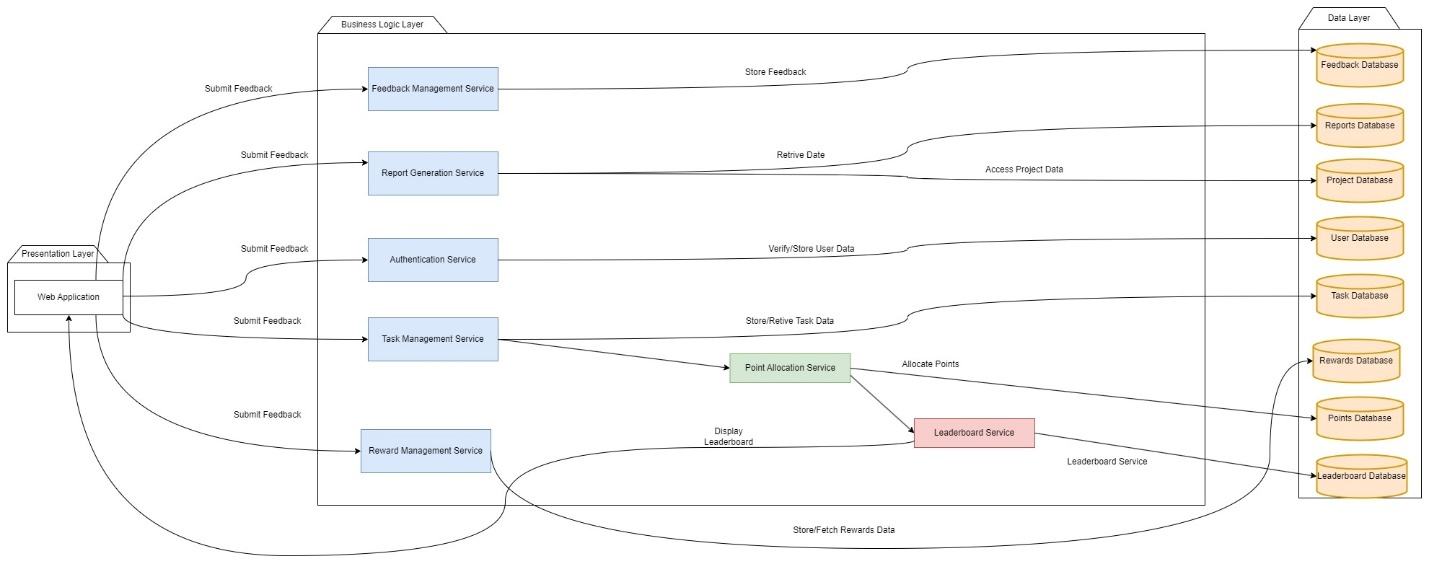 Business Logic Layer
Data Layer
Feedback Database
Store Feedback
Submit Feedback
Feedback Management Service
Reports Database
Submit Feedback
Retrive Date
Report Generation Service
Access Project Data
Project Database
User Database
Submit Feedback
Verify/Store User Data
Presentation Layer
Authentication Service
Web Application
Task Database
Submit Feedback
Store/Retive Task Data
Task Management Service
Rewards Database
Allocate Points
Point Allocation Service
Submit Feedback
Points Database
Display
Leaderboard
Leaderboard Service
Reward Management Service
Leaderboard Service
Leaderboard Database
Store/Fetch Rewards Data